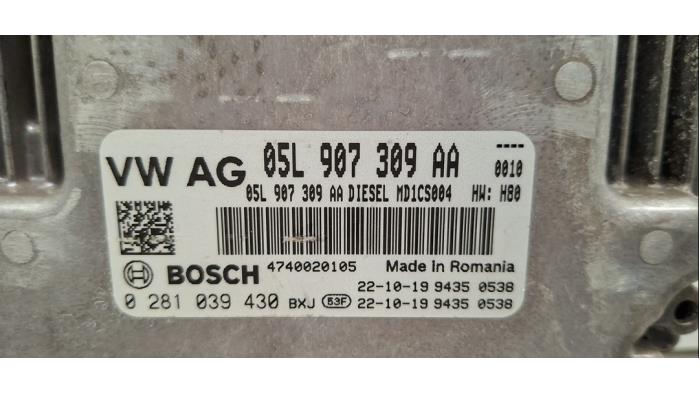 VW AG 05L 907 309 AA ---- 0010
05L 907 309 AA DIESEL MD1CS004 HW: H80
BOSCH 4740020105 Made in Romania
22-10-19 9435 0538
0 281 039 430 BXJ 53F 22-10-19 9435 0538